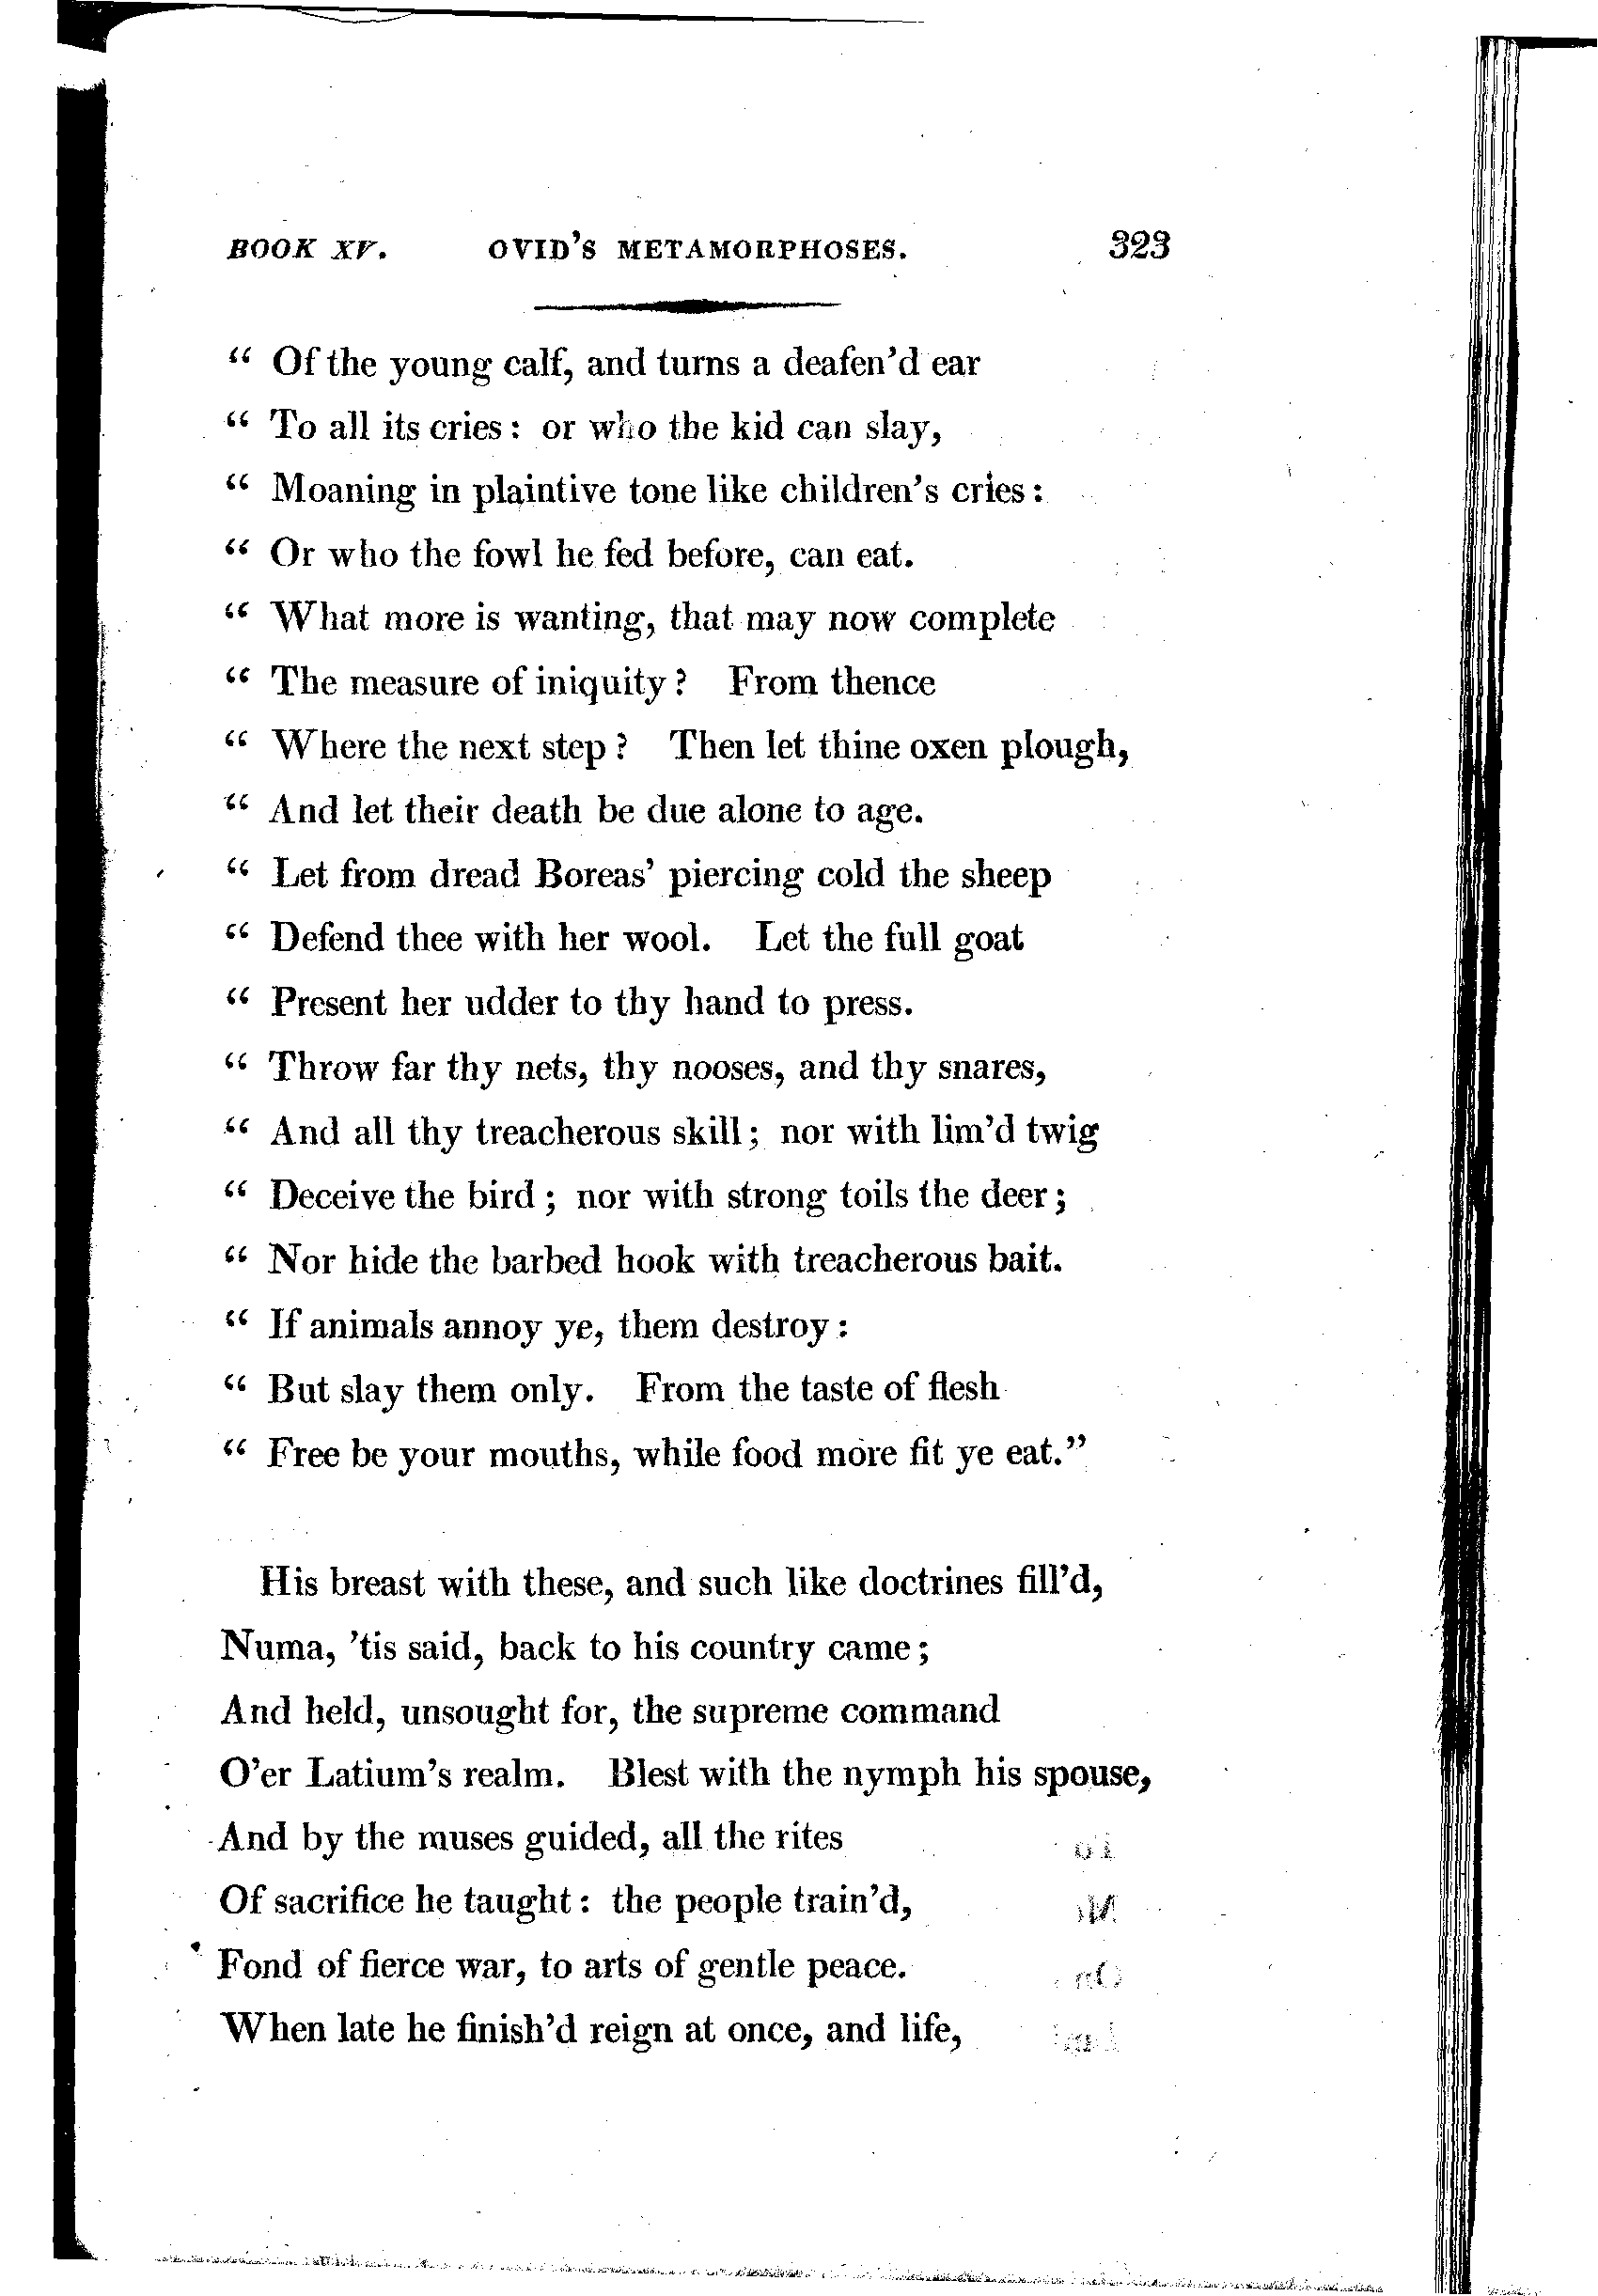 BOOK XV. OVID'S METAMORPHOSES. 323
“ Of the young calf, and turns a deafen'd ear
“ To all its cries: or who the kid can slay,
“ Moaning in plaintive tone like children's cries:
“ Or who the fowl he fed before, can eat.
“ What more is wanting, that may now complete
“ The measure of iniquity? From thence
“ Where the next step? Then let thine oxen plough,
“ And let their death be due alone to age.
“ Let from dread Boreas' piercing cold the sheep
“ Defend thee with her wool. Let the full goat
“ Present her udder to thy hand to press.
“ Throw far thy nets, thy nooses, and thy snares,
“ And all thy treacherous skill; nor with lim'd twig
“ Deceive the bird; nor with strong toils the deer;
“ Nor hide the barbed hook with treacherous bait.
“ If animals annoy ye, them destroy:
“ But slay them only. From the taste of flesh
“ Free be your mouths, while food more fit ye eat.”
His breast with these, and such like doctrines fill'd,
Numa, 'tis said, back to his country came;
And held, unsought for, the supreme command
O'er Latium's realm. Blest with the nymph his spouse,
And by the muses guided, all the rites
Of sacrifice he taught: the people train'd,
Fond of fierce war, to arts of gentle peace.
When late he finish'd reign at once, and life,